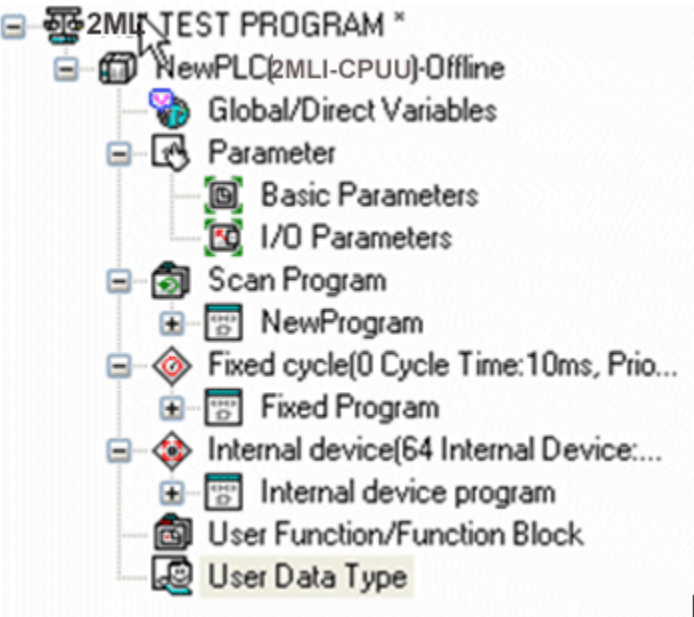 2MLI TEST PROGRAM *
NewPLC(2MLI-CPUU)-Offline
Global/Direct Variables
Parameter
Basic Parameters
I/O Parameters
Scan Program
NewProgram
Fixed cycle(0 Cycle Time:10ms, Prio...
Fixed Program
Internal device(64 Internal Device:...
Internal device program
User Function/Function Block
User Data Type